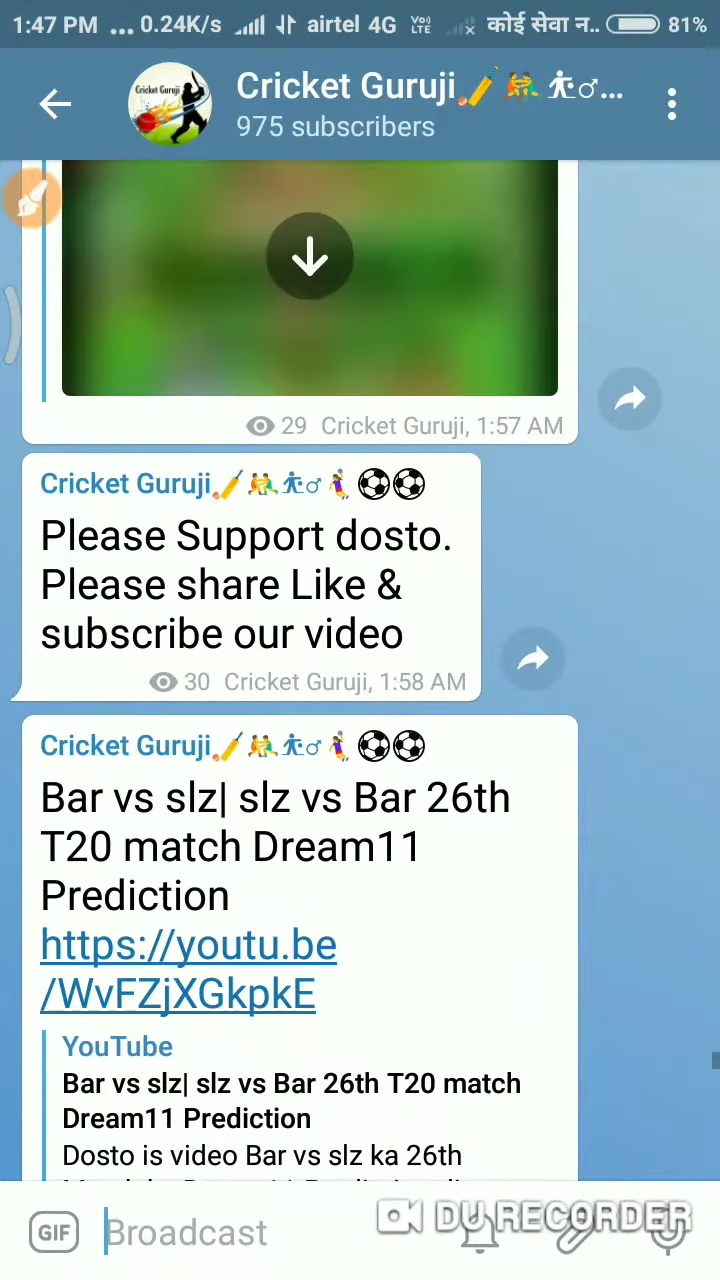 1:47 PM ... 0.24K/s airtel 4G Vo) LTE कोई सेवा न.. 81%
Cricket Guruji
Cricket Guruji🏏🤼⛹♂...
975 subscribers
29 Cricket Guruji, 1:57 AM
Cricket Guruji🏏🤼⛹♂🤾⚽⚽
Please Support dosto.
Please share Like &
subscribe our video
30 Cricket Guruji, 1:58 AM
Cricket Guruji🏏🤼⛹♂🤾⚽⚽
Bar vs slz| slz vs Bar 26th
T20 match Dream11
Prediction
https://youtu.be
/WvFZjXGkpkE
YouTube
Bar vs slz| slz vs Bar 26th T20 match
Dream11 Prediction
Dosto is video Bar vs slz ka 26th
GIF Broadcast
DU RECORDER